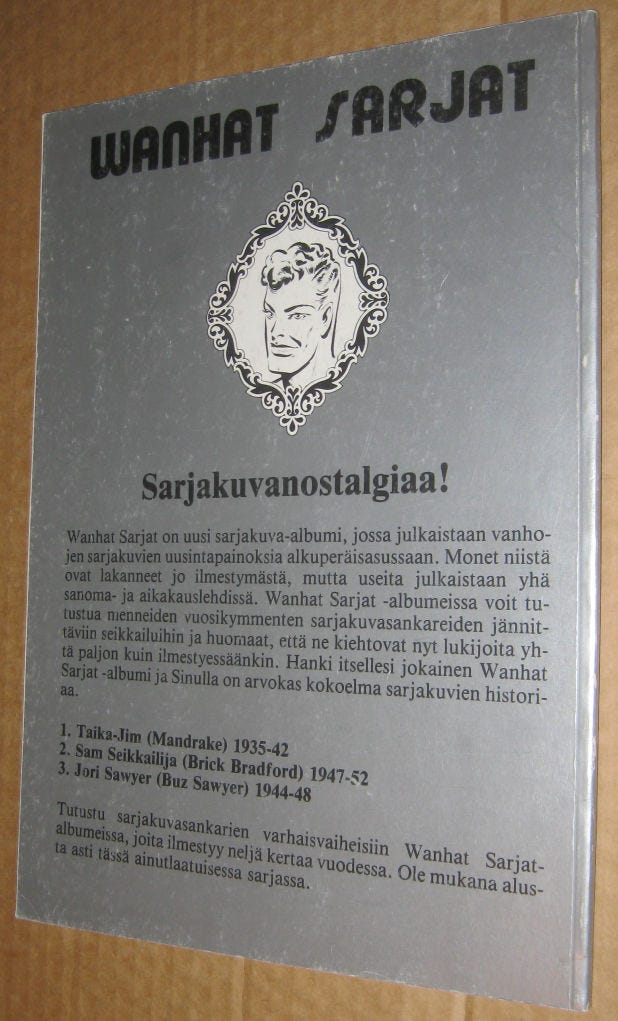 WANHAT SARJAT
Sarjakuvanostalgiaa!
Wanhat Sarjat on uusi sarjakuva-albumi, jossa julkaistaan vanho-
jen sarjakuvien uusintapainoksia alkuperäisasussaan. Monet niistä
ovat lakanneet jo ilmestymästä, mutta useita julkaistaan yhä
sanoma- ja aikakauslehdissä. Wanhat Sarjat -albumeissa voit tu-
tustua menneiden vuosikymmenten sarjakuvasankareiden jännit-
täviin seikkailuihin ja huomaat, että ne kiehtovat nyt lukijoita yh-
tä paljon kuin ilmestyessäänkin. Hanki itsellesi jokainen Wanhat
Sarjat -albumi ja Sinulla on arvokas kokoelma sarjakuvien histori-
aa.
1. Taika-Jim (Mandrake) 1935-42
2. Sam Seikkailija (Brick Bradford) 1947-52
3. Jori Sawyer (Buz Sawyer) 1944-48
Tutustu sarjakuvasankarien varhaisvaiheisiin Wanhat Sarjat-
albumeissa, joita ilmestyy neljä kertaa vuodessa. Ole mukana alus-
ta asti tässä ainutlaatuisessa sarjassa.